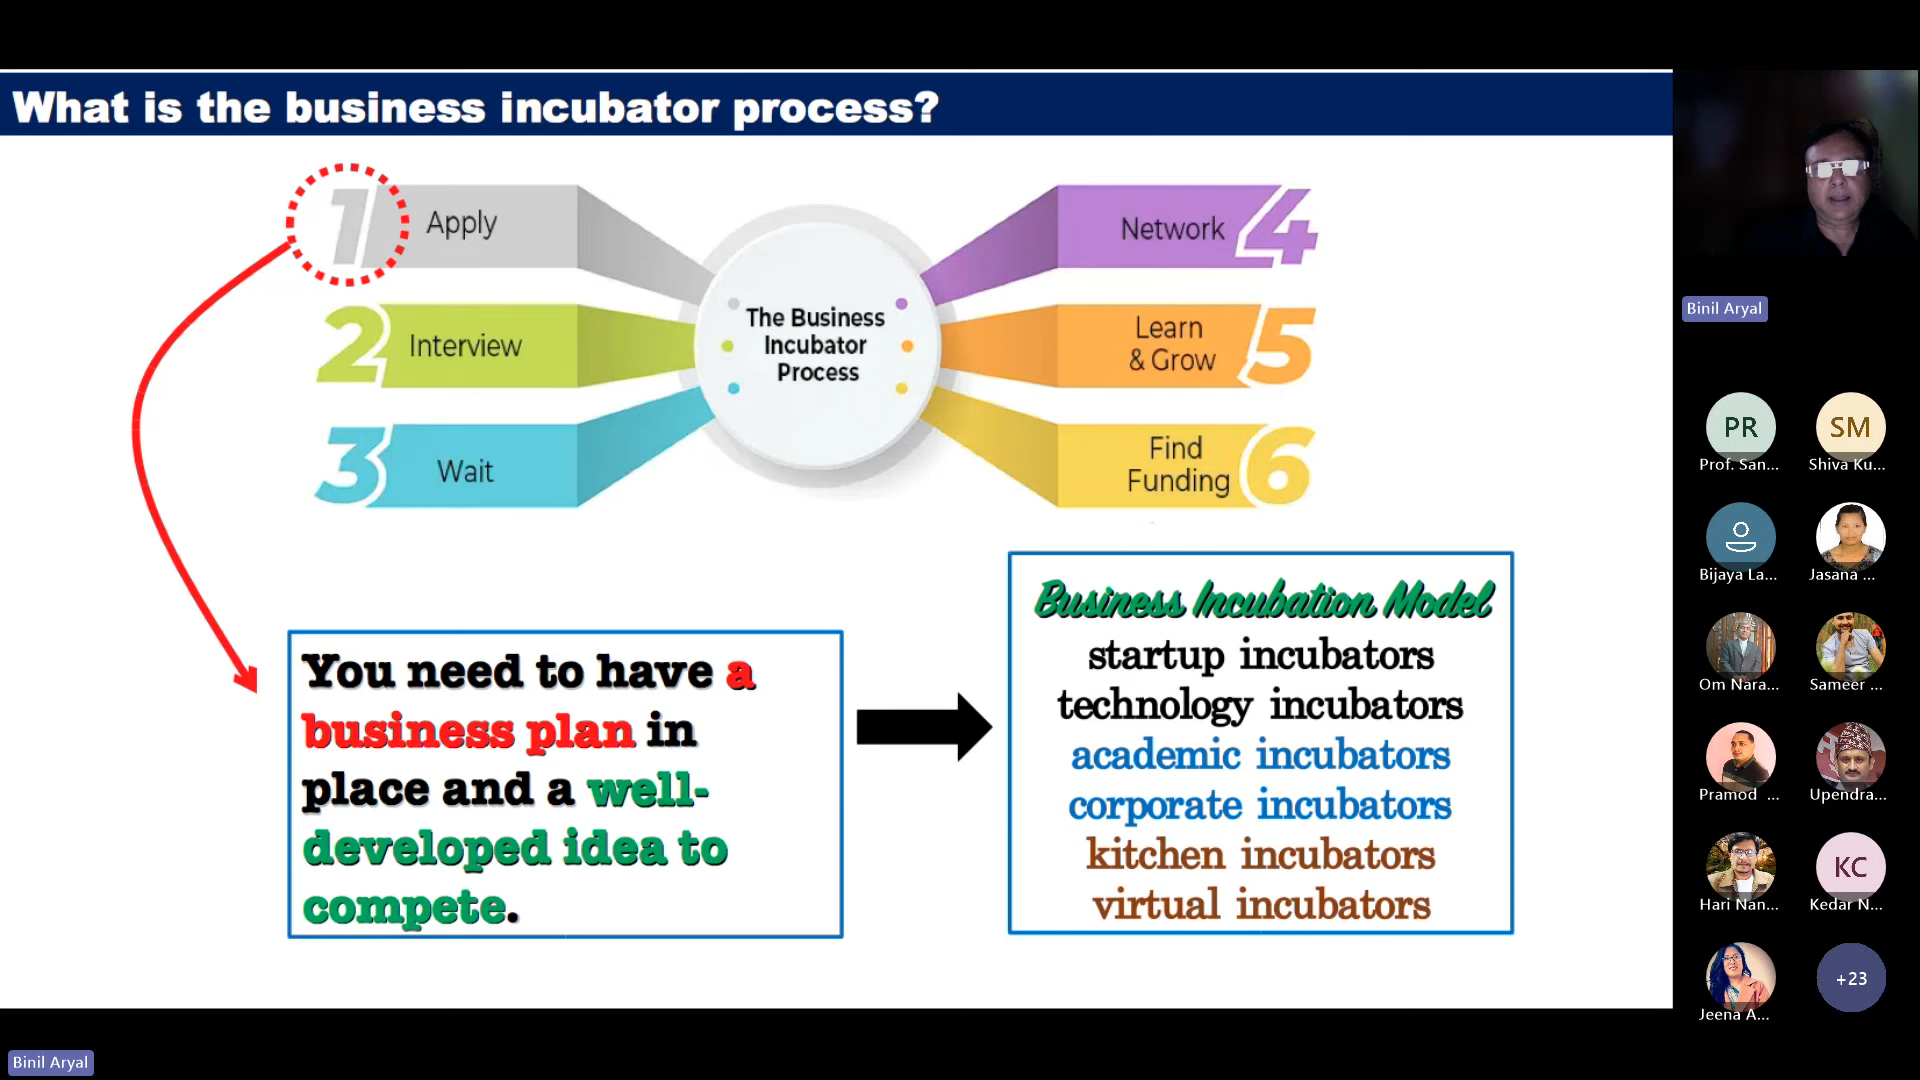 What is the business incubator process?
1 Apply
2 Interview
3 Wait
The Business
Incubator
Process
Network 4
Learn
& Grow 5
Find
Funding 6
You need to have a
business plan in
place and a well-
developed idea to
compete.
Business Incubation Model
startup incubators
technology incubators
academic incubators
corporate incubators
kitchen incubators
virtual incubators
Binil Aryal
PR
Prof. San...
SM
Shiva Ku...
Bijaya La...
Jasana ...
Om Nara...
Sameer ...
Pramod ...
Upendra...
Hari Nan...
KC
Kedar N...
Jeena A...
+23
Binil Aryal